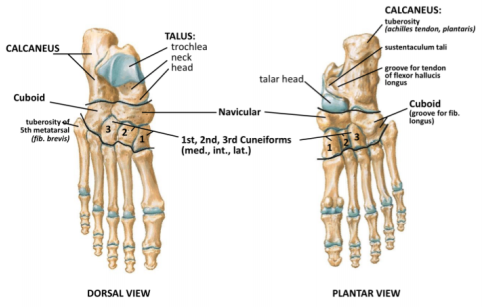 CALCANEUS
TALUS:
trochlea
neck
head
Cuboid
tuberosity of
5th metatarsal
(fib. brevis)
3
2
1
Navicular
1st, 2nd, 3rd Cuneiforms
(med., int., lat.)
DORSAL VIEW
CALCANEUS:
tuberosity
(achilles tendon, plantaris)
sustentaculum tali
groove for tendon
of flexor hallucis
longus
talar head
Cuboid
(groove for fib.
longus)
1
2
3
PLANTAR VIEW